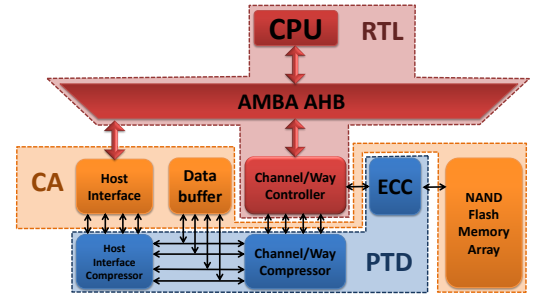 CPU
RTL
AMBA AHB
CA
Host
Interface
Data
buffer
Channel/Way
Controller
ECC
NAND
Flash
Memory
Array
Host
Interface
Compressor
Channel/Way
Compressor
PTD